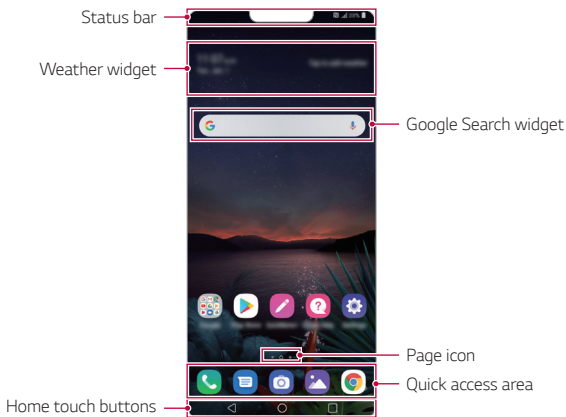 Status bar
Weather widget
Google Search widget
Page icon
Quick access area
Home touch buttons